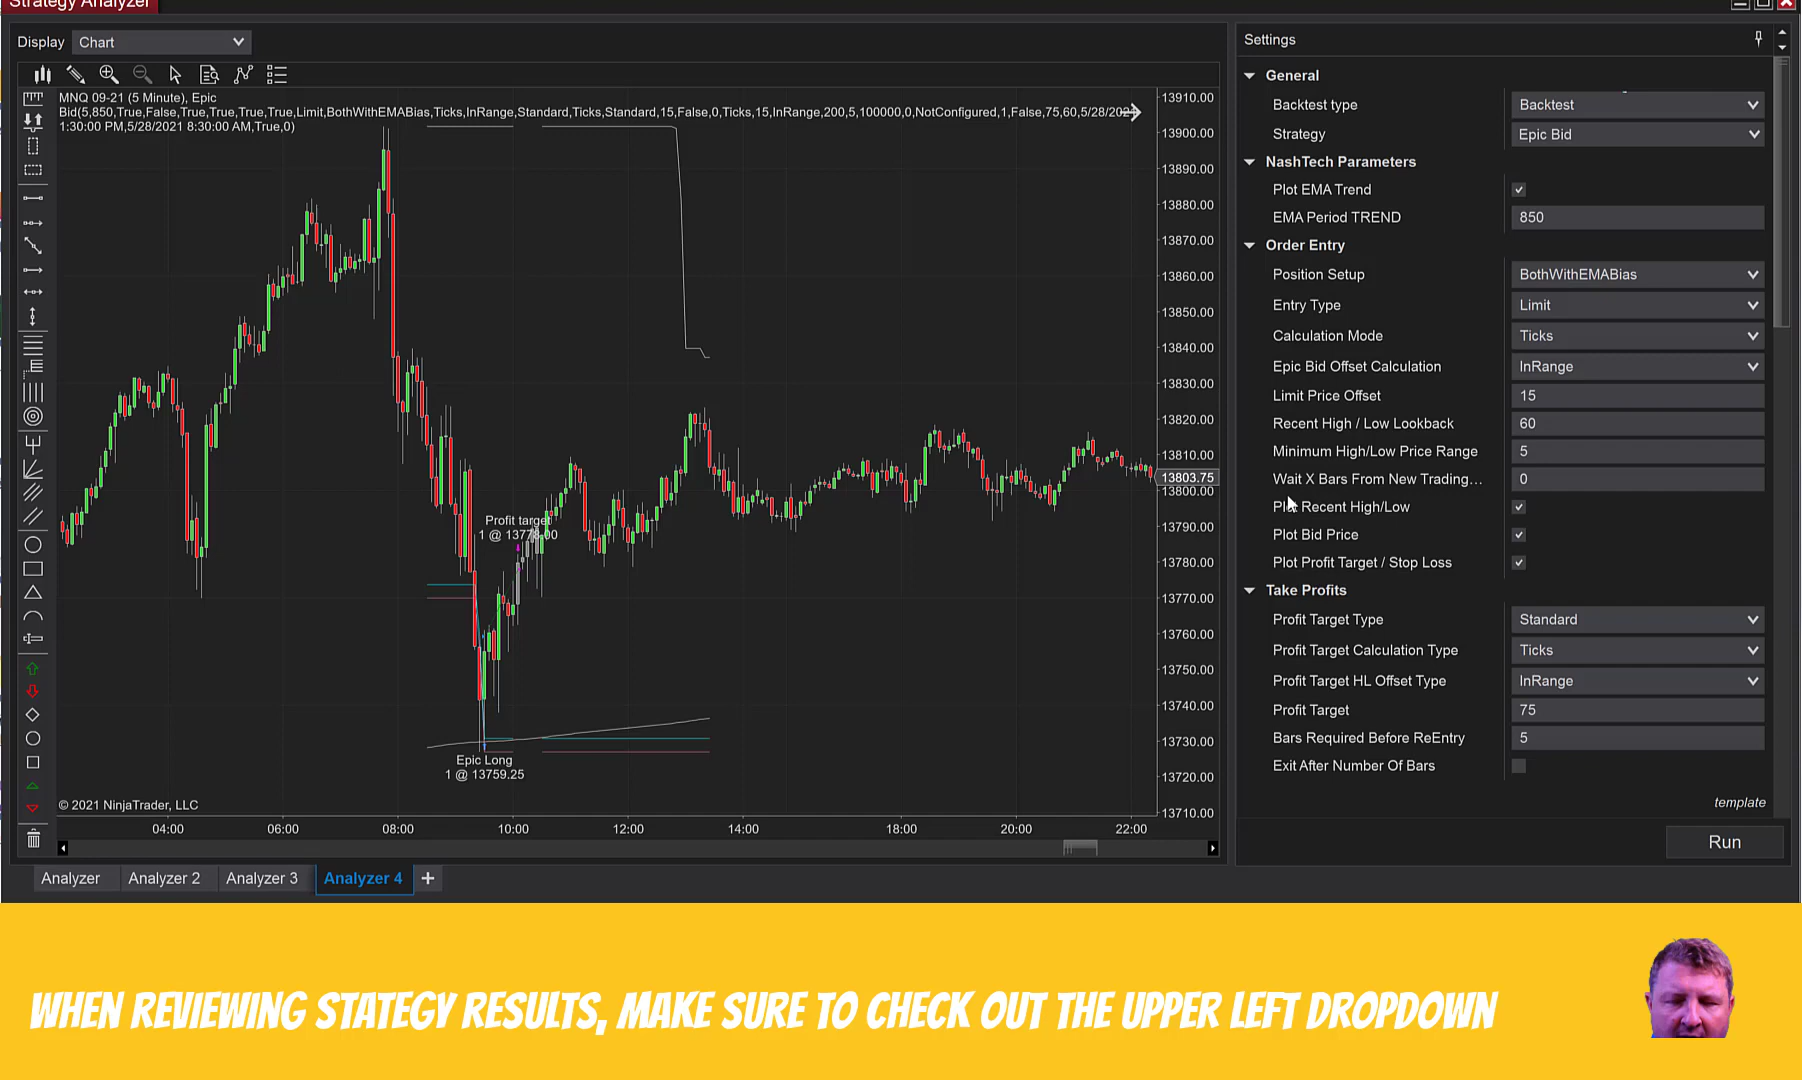 Strategy Analyzer
Display Chart
MNQ 09-21 (5 Minute), Epic
Bid(5,850,True,False,True,True,True,True,Limit,BothWithEMABias,Ticks,InRange,Standard,Ticks,Standard,15,False,0,Ticks,15,InRange,200,5,100000,0,NotConfigured,1,False,75,60,5/28/2021
1:30:00 PM,5/28/2021 8:30:00 AM,True,0)
13910.00
13900.00
13890.00
13880.00
13870.00
13860.00
13850.00
13840.00
13830.00
13820.00
13810.00
13803.75
13800.00
13790.00
13780.00
13770.00
13760.00
13750.00
13740.00
13730.00
13720.00
13710.00
Profit target
1 @ 13778.00
Epic Long
1 @ 13759.25
© 2021 NinjaTrader, LLC
04:00 06:00 08:00 10:00 12:00 14:00 18:00 20:00 22:00
Analyzer Analyzer 2 Analyzer 3 Analyzer 4 +
Settings
General
Backtest type Backtest
Strategy Epic Bid
NashTech Parameters
Plot EMA Trend
EMA Period TREND 850
Order Entry
Position Setup BothWithEMABias
Entry Type Limit
Calculation Mode Ticks
Epic Bid Offset Calculation InRange
Limit Price Offset 15
Recent High / Low Lookback 60
Minimum High/Low Price Range 5
Wait X Bars From New Trading... 0
Plot Recent High/Low
Plot Bid Price
Plot Profit Target / Stop Loss
Take Profits
Profit Target Type Standard
Profit Target Calculation Type Ticks
Profit Target HL Offset Type InRange
Profit Target 75
Bars Required Before ReEntry 5
Exit After Number Of Bars
template
Run
WHEN REVIEWING STATEGY RESULTS, MAKE SURE TO CHECK OUT THE UPPER LEFT DROPDOWN